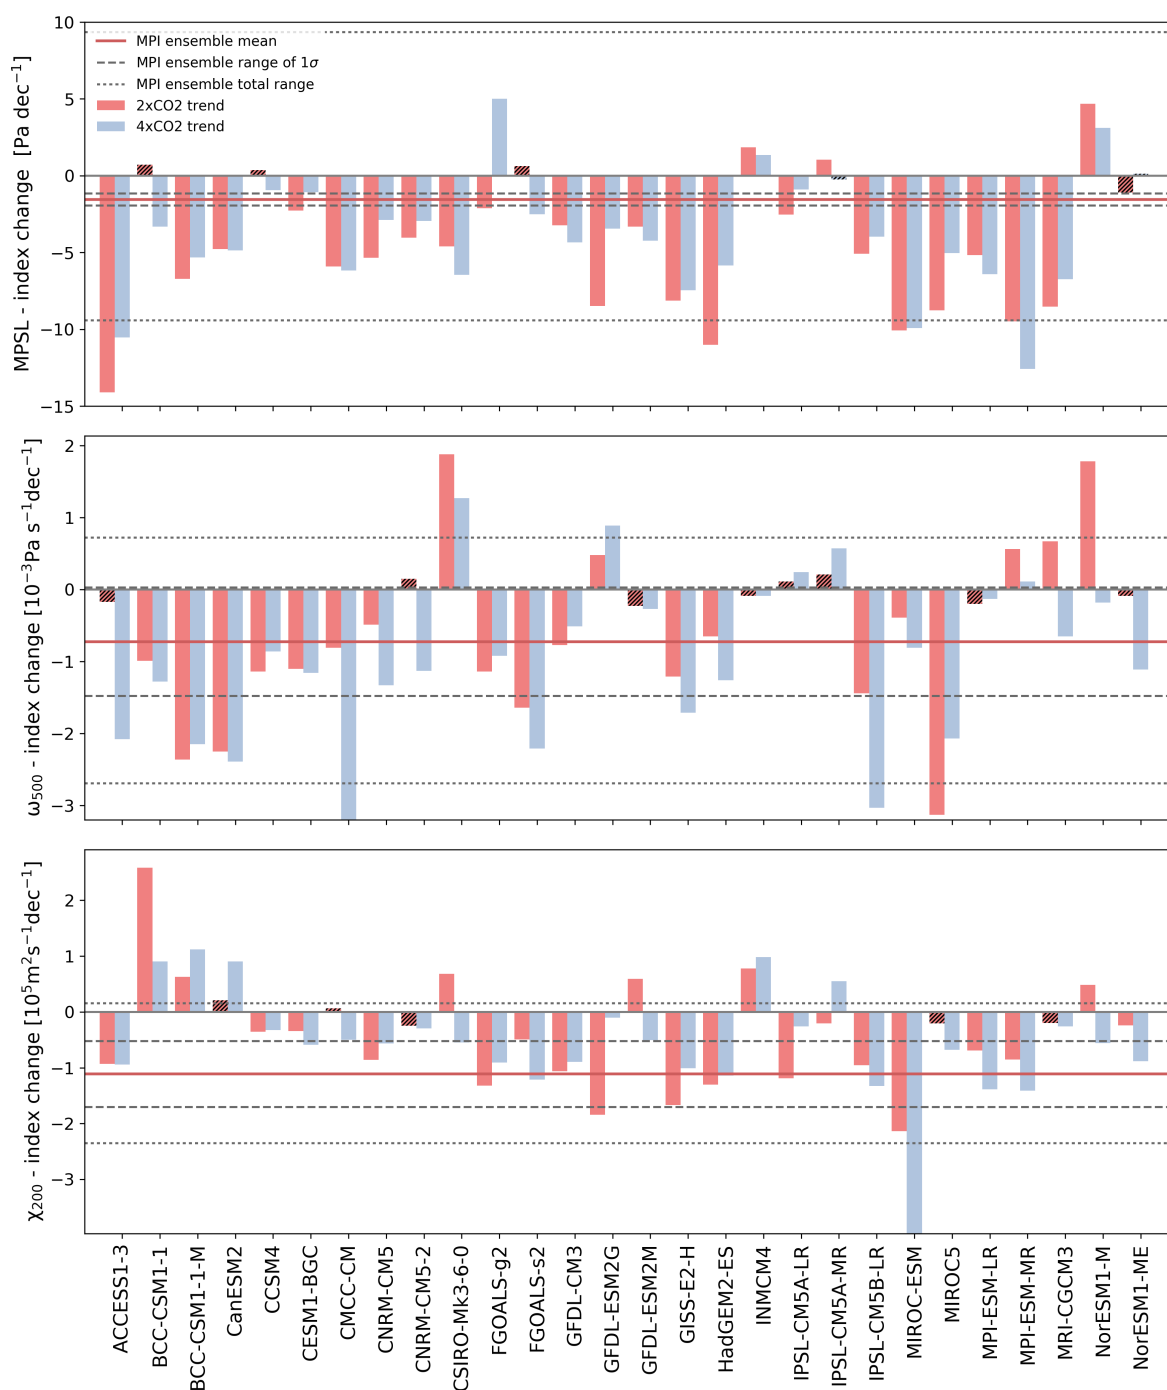 MPSL - index change [Pa dec⁻¹]
10
5
0
−5
−10
−15
MPI ensemble mean
MPI ensemble range of 1σ
MPI ensemble total range
2xCO2 trend
4xCO2 trend
ω₅₀₀ - index change [10⁻³Pa s⁻¹dec⁻¹]
2
1
0
−1
−2
−3
χ₂₀₀ - index change [10⁵m²s⁻¹dec⁻¹]
2
1
0
−1
−2
−3
ACCESS1-3
BCC-CSM1-1
BCC-CSM1-1-M
CanESM2
CCSM4
CESM1-BGC
CMCC-CM
CNRM-CM5
CNRM-CM5-2
CSIRO-Mk3-6-0
FGOALS-g2
FGOALS-s2
GFDL-CM3
GFDL-ESM2G
GFDL-ESM2M
GISS-E2-H
HadGEM2-ES
INMCM4
IPSL-CM5A-LR
IPSL-CM5A-MR
IPSL-CM5B-LR
MIROC-ESM
MIROC5
MPI-ESM-LR
MPI-ESM-MR
MRI-CGCM3
NorESM1-M
NorESM1-ME